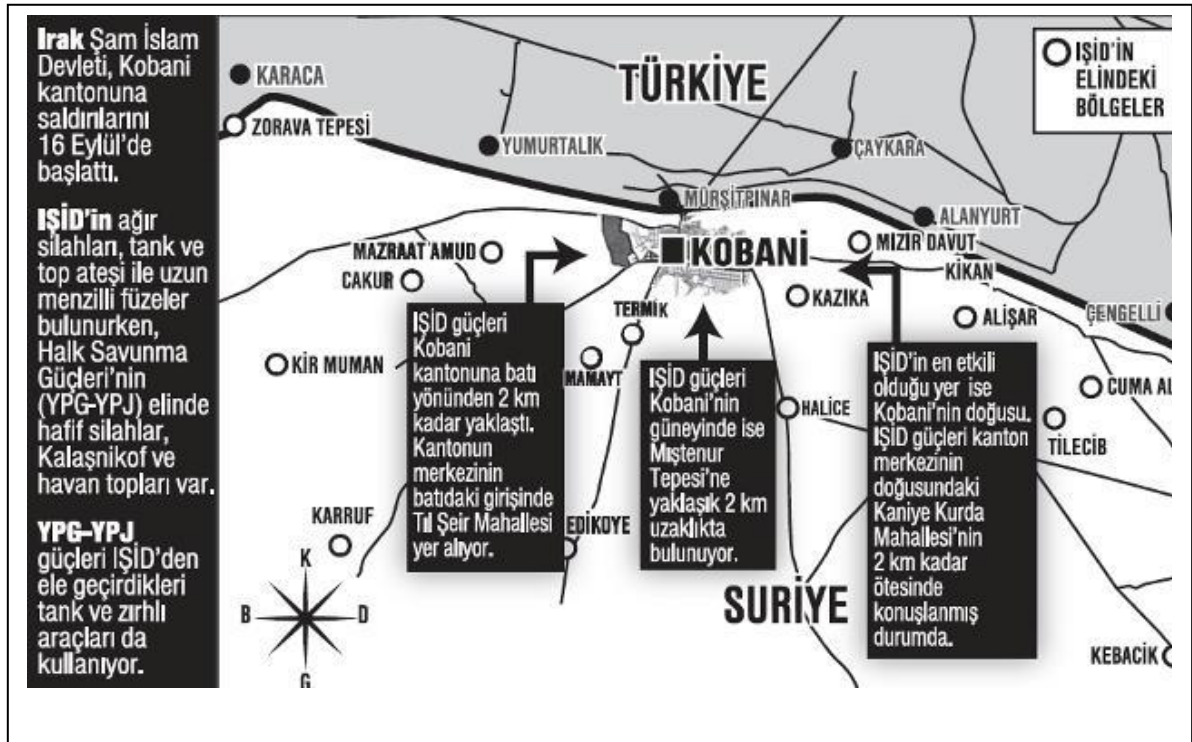 Irak Şam İslam
Devleti, Kobani
kantonuna
saldırılarını
16 Eylül'de
başlattı.
IŞİD'in ağır
silahları, tank ve
top ateşi ile uzun
menzilli füzeler
bulunurken,
Halk Savunma
Güçleri'nin
(YPG-YPJ) elinde
hafif silahlar,
Kalaşnikof ve
havan topları var.
YPG-YPJ
güçleri IŞİD'den
ele geçirdikleri
tank ve zırhlı
araçları da
kullanıyor.
TÜRKİYE
IŞİD'İN
ELİNDEKİ
BÖLGELER
KARACA
ZORAVA TEPESİ
YUMURTALIK
ÇAYKARA
MÜRŞİTPINAR
ALANYURT
MAZRAAT AMUD
KOBANİ
MIZIR DAVUT
KİKAN
CAKUR
KAZIKA
TERMIK
ALİŞAR
ÇENGELLİ
KİR MUMAN
MAMAYT
HALICE
CUMA AL
TİLECİB
IŞİD güçleri
Kobani
kantonuna batı
yönünden 2 km
kadar yaklaştı.
Kantonun
merkezinin
batıdaki girişinde
Tıl Şeir Mahallesi
yer alıyor.
IŞİD güçleri
Kobani'nin
güneyinde ise
Mıştenur
Tepesi'ne
yaklaşık 2 km
uzaklıkta
bulunuyor.
IŞİD'in en etkili
olduğu yer ise
Kobani'nin doğusu.
IŞİD güçleri kanton
merkezinin
doğusundaki
Kaniye Kurda
Mahallesi'nin
2 km kadar
ötesinde
konuşlanmış
durumda.
KARRUF
EDİKOYE
SURİYE
KEBACİK
K
B
D
G